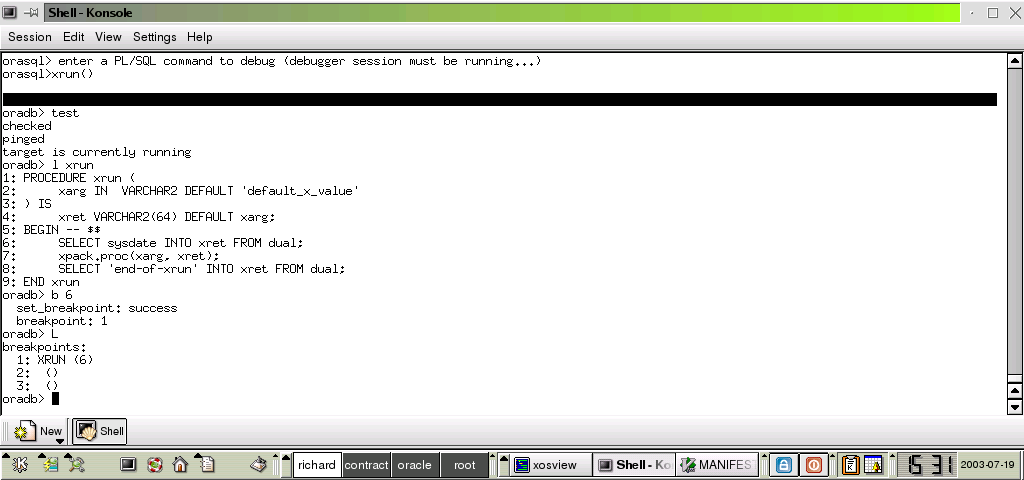 Shell - Konsole
Session Edit View Settings Help
orasql> enter a PL/SQL command to debug (debugger session must be running...)
orasql>xrun()
oradb> test
checked
pinged
target is currently running
oradb> l xrun
1: PROCEDURE xrun (
2:      xarg IN  VARCHAR2 DEFAULT 'default_x_value'
3: ) IS
4:      xret VARCHAR2(64) DEFAULT xarg;
5: BEGIN -- $$
6:      SELECT sysdate INTO xret FROM dual;
7:      xpack.proc(xarg, xret);
8:      SELECT 'end-of-xrun' INTO xret FROM dual;
9: END xrun
oradb> b 6
  set_breakpoint: success
  breakpoint: 1
oradb> L
breakpoints:
  1: XRUN (6)
  2:  ()
  3:  ()
oradb>
New Shell
richard contract oracle root xosview Shell - Ko MANIFES 6 31 2003-07-19